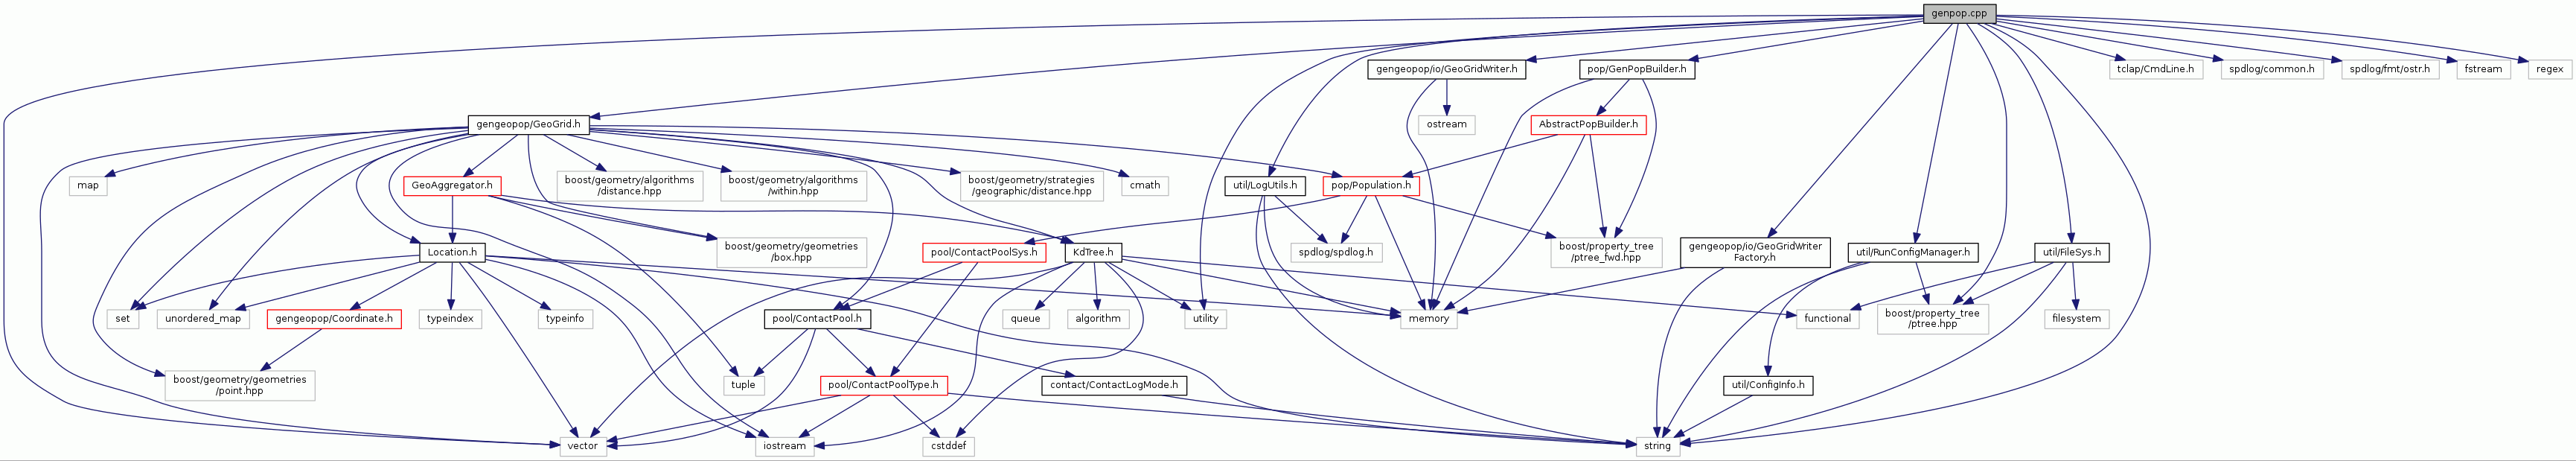 genpop.cpp
gengeopop/io/GeoGridWriter.h
pop/GenPopBuilder.h
tclap/CmdLine.h
spdlog/common.h
spdlog/fmt/ostr.h
fstream
regex
gengeopop/GeoGrid.h
ostream
AbstractPopBuilder.h
map
GeoAggregator.h
boost/geometry/algorithms
/distance.hpp
boost/geometry/algorithms
/within.hpp
boost/geometry/strategies
/geographic/distance.hpp
cmath
util/LogUtils.h
pop/Population.h
Location.h
boost/geometry/geometries
/box.hpp
pool/ContactPoolSys.h
KdTree.h
spdlog/spdlog.h
boost/property_tree
/ptree_fwd.hpp
gengeopop/io/GeoGridWriter
Factory.h
util/RunConfigManager.h
util/FileSys.h
set
unordered_map
gengeopop/Coordinate.h
typeindex
typeinfo
pool/ContactPool.h
queue
algorithm
utility
memory
functional
boost/property_tree
/ptree.hpp
filesystem
boost/geometry/geometries
/point.hpp
tuple
pool/ContactPoolType.h
contact/ContactLogMode.h
util/ConfigInfo.h
vector
iostream
cstddef
string